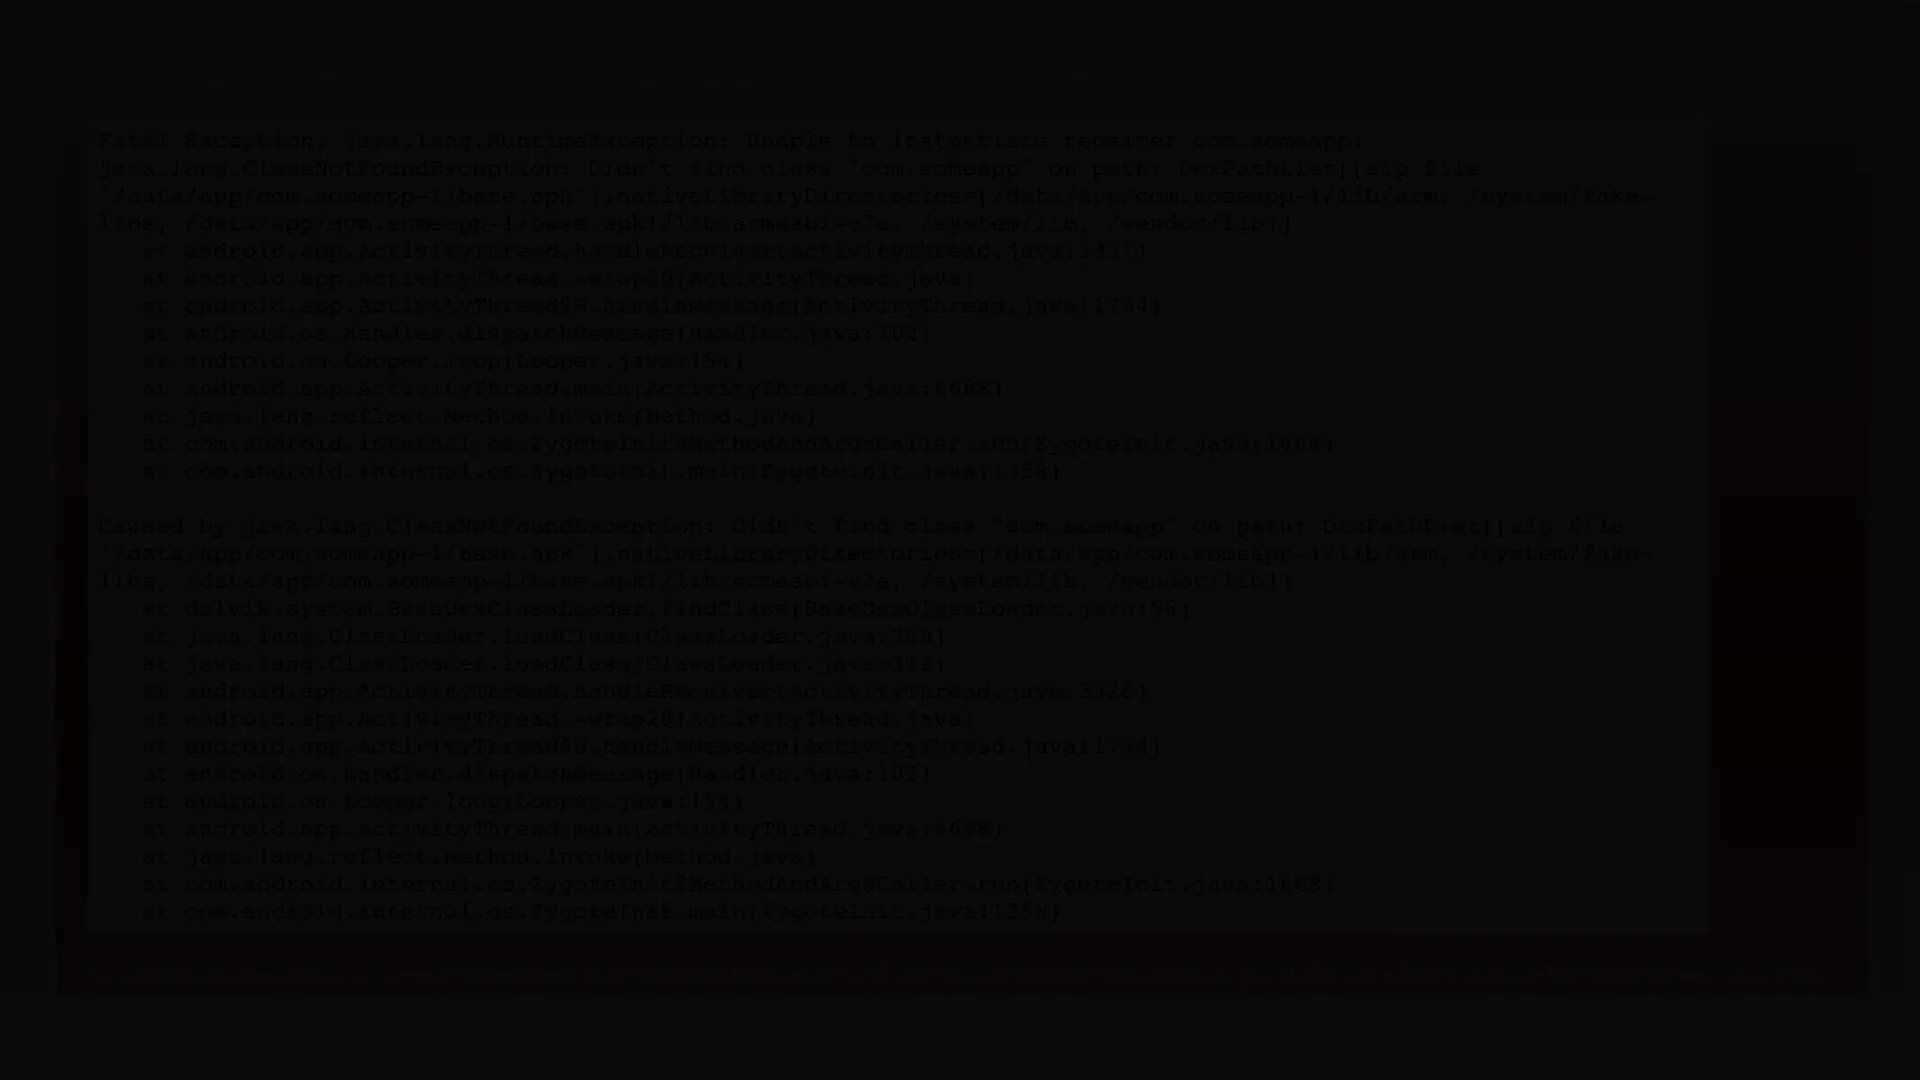 Fatal Exception: java.lang.RuntimeException: Unable to instantiate receiver com.someapp:
java.lang.ClassNotFoundException: Didn't find class "com.someapp" on path: DexPathList[[zip file
"/data/app/com.someapp-1/base.apk"],nativeLibraryDirectories=[/data/app/com.someapp-1/lib/arm, /system/fake-
libs, /data/app/com.someapp-1/base.apk!/lib/armeabi-v7a, /system/lib, /vendor/lib]]
at android.app.ActivityThread.handleReceiver(ActivityThread.java:3331)
at android.app.ActivityThread.-wrap20(ActivityThread.java)
at android.app.ActivityThread$H.handleMessage(ActivityThread.java:1734)
at android.os.Handler.dispatchMessage(Handler.java:102)
at android.os.Looper.loop(Looper.java:154)
at android.app.ActivityThread.main(ActivityThread.java:6688)
at java.lang.reflect.Method.invoke(Method.java)
at com.android.internal.os.ZygoteInit$MethodAndArgsCaller.run(ZygoteInit.java:1468)
at com.android.internal.os.ZygoteInit.main(ZygoteInit.java:1358)
Caused by java.lang.ClassNotFoundException: Didn't find class "com.someapp" on path: DexPathList[[zip file
"/data/app/com.someapp-1/base.apk"],nativeLibraryDirectories=[/data/app/com.someapp-1/lib/arm, /system/fake-
libs, /data/app/com.someapp-1/base.apk!/lib/armeabi-v7a, /system/lib, /vendor/lib]]
at dalvik.system.BaseDexClassLoader.findClass(BaseDexClassLoader.java:56)
at java.lang.ClassLoader.loadClass(ClassLoader.java:380)
at java.lang.ClassLoader.loadClass(ClassLoader.java:312)
at android.app.ActivityThread.handleReceiver(ActivityThread.java:3326)
at android.app.ActivityThread.-wrap20(ActivityThread.java)
at android.app.ActivityThread$H.handleMessage(ActivityThread.java:1734)
at android.os.Handler.dispatchMessage(Handler.java:102)
at android.os.Looper.loop(Looper.java:154)
at android.app.ActivityThread.main(ActivityThread.java:6688)
at java.lang.reflect.Method.invoke(Method.java)
at com.android.internal.os.ZygoteInit$MethodAndArgsCaller.run(ZygoteInit.java:1468)
at com.android.internal.os.ZygoteInit.main(ZygoteInit.java:1358)